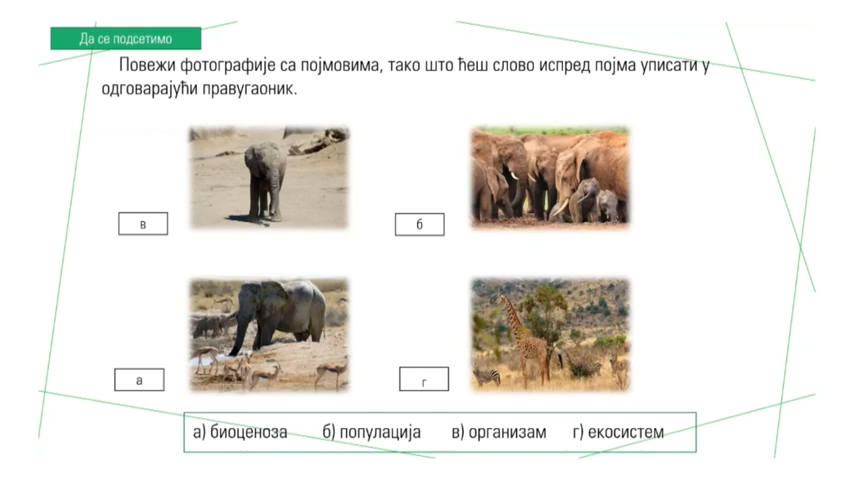 Да се подсетимо
Повежи фотографије са појмовима, тако што ћеш слово испред појма уписати у
одговарајући правугаоник.
в
б
а
г
а) биоценоза б) популација в) организам г) екосистем